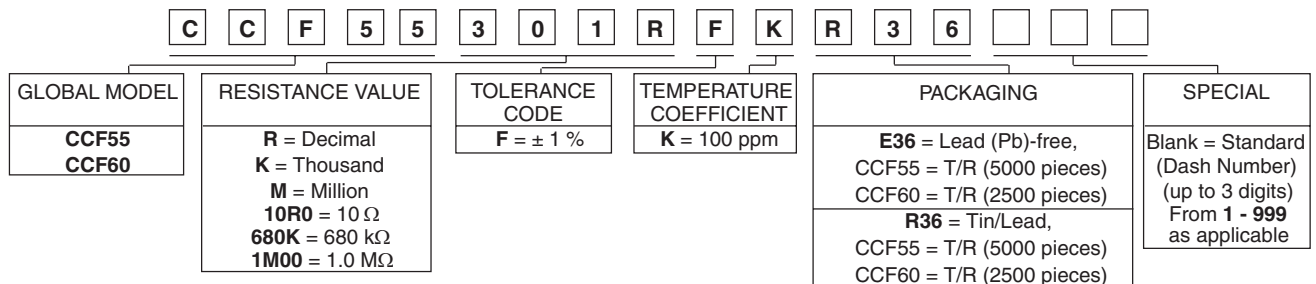 C C F 5 5 3 0 1 R F K R 3 6
GLOBAL MODEL
CCF55
CCF60
RESISTANCE VALUE
R = Decimal
K = Thousand
M = Million
10R0 = 10 Ω
680K = 680 kΩ
1M00 = 1.0 MΩ
TOLERANCE
CODE
F = ± 1 %
TEMPERATURE
COEFFICIENT
K = 100 ppm
PACKAGING
E36 = Lead (Pb)-free,
CCF55 = T/R (5000 pieces)
CCF60 = T/R (2500 pieces)
R36 = Tin/Lead,
CCF55 = T/R (5000 pieces)
CCF60 = T/R (2500 pieces)
SPECIAL
Blank = Standard
(Dash Number)
(up to 3 digits)
From 1 - 999
as applicable